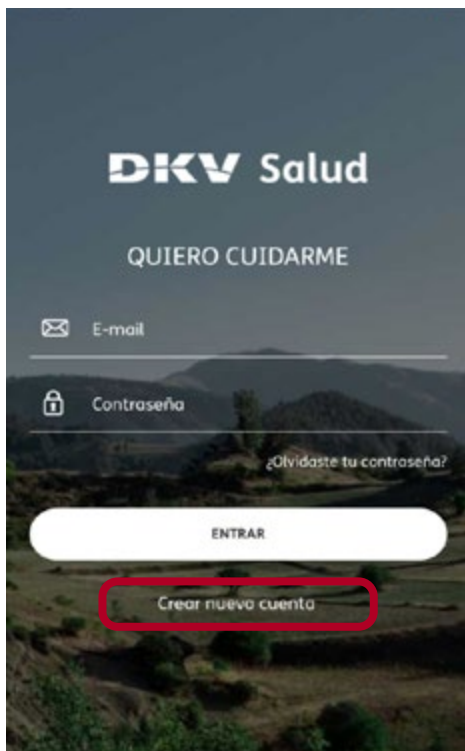 DKV Salud
QUIERO CUIDARME
E-mail
Contraseña
¿Olvidaste tu contraseña?
ENTRAR
Crear nueva cuenta